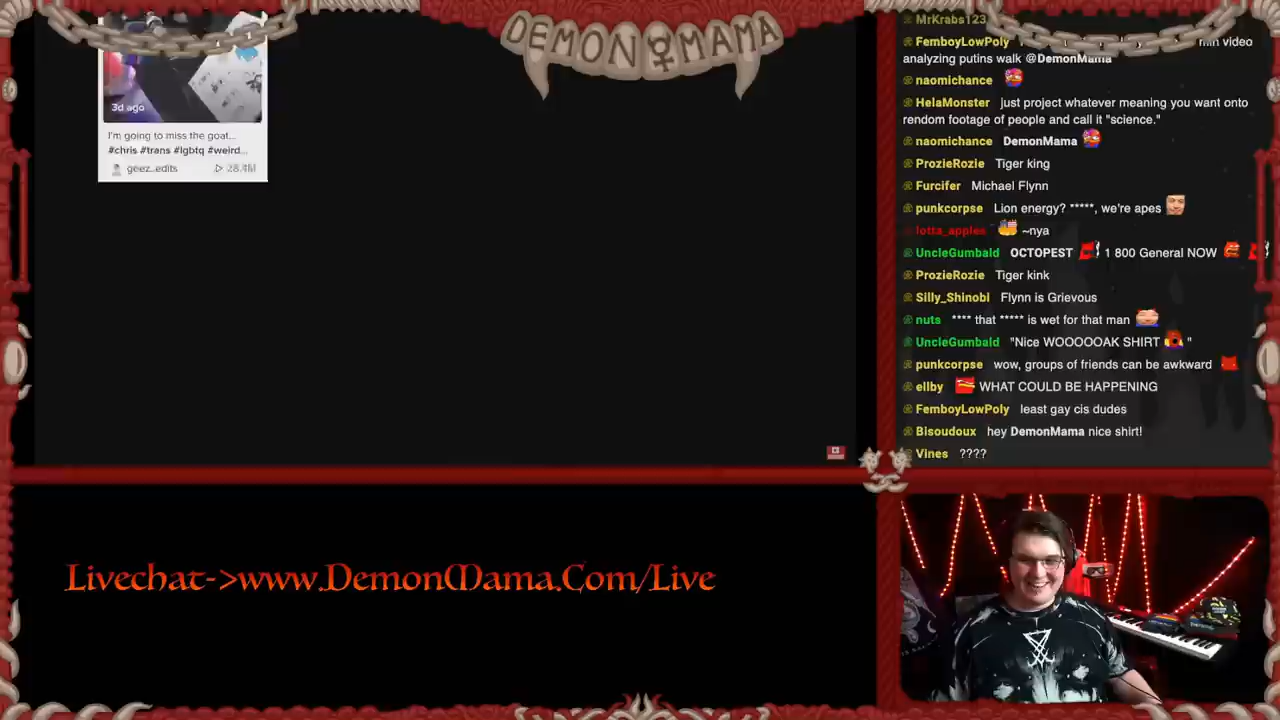 DEMON MAMA
3d ago
I'm going to miss the goat...
#chris #trans #lgbtq #weird...
geez_edits 28.4M
MrKrabs123
FemboyLowPoly min video
analyzing putins walk @DemonMama
naomichance
HelaMonster just project whatever meaning you want onto
rendom footage of people and call it "science."
naomichance DemonMama
ProzieRozie Tiger king
Furcifer Michael Flynn
punkcorpse Lion energy? *****, we're apes
lotta_apples ~nya
UncleGumbald OCTOPEST 1 800 General NOW
ProzieRozie Tiger kink
Silly_Shinobi Flynn is Grievous
nuts **** that ***** is wet for that man
UncleGumbald "Nice WOOOOOAK SHIRT "
punkcorpse wow, groups of friends can be awkward
ellby WHAT COULD BE HAPPENING
FemboyLowPoly least gay cis dudes
Bisoudoux hey DemonMama nice shirt!
Vines ????
Livechat->www.DemonMama.Com/Live